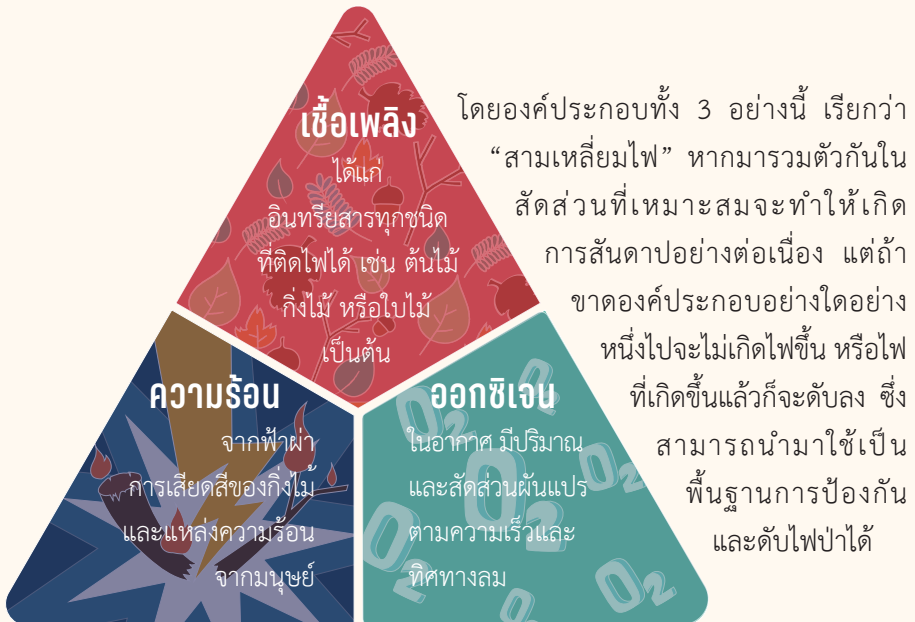 เชื้อเพลิง
ได้แก่
อินทรียสารทุกชนิด
ที่ติดไฟได้ เช่น ต้นไม้
กิ่งไม้ หรือใบไม้
เป็นต้น
ความร้อน
จากฟ้าผ่า
การเสียดสีของกิ่งไม้
และแหล่งความร้อน
จากมนุษย์
ออกซิเจน
ในอากาศ มีปริมาณ
และสัดส่วนผันแปร
ตามความเร็วและ
ทิศทางลม
O2
O2
O2
O2
O2
O2
O2
โดยองค์ประกอบทั้ง 3 อย่างนี้ เรียกว่า
“สามเหลี่ยมไฟ” หากมารวมตัวกันใน
สัดส่วนที่เหมาะสมจะทำให้เกิด
การสันดาปอย่างต่อเนื่อง แต่ถ้า
ขาดองค์ประกอบอย่างใดอย่าง
หนึ่งไปจะไม่เกิดไฟขึ้น หรือไฟ
ที่เกิดขึ้นแล้วก็จะดับลง ซึ่ง
สามารถนำมาใช้เป็น
พื้นฐานการป้องกัน
และดับไฟป่าได้